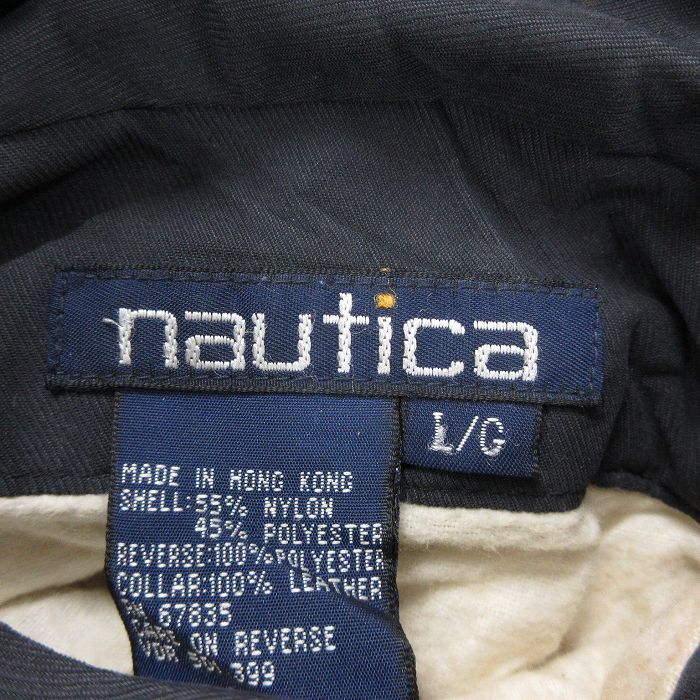 nautica
L/G
MADE IN HONG KONG
SHELL:55% NYLON
45% POLYESTER
REVERSE:100%POLYESTER
COLLAR:100% LEATHER
67835
ON REVERSE
399